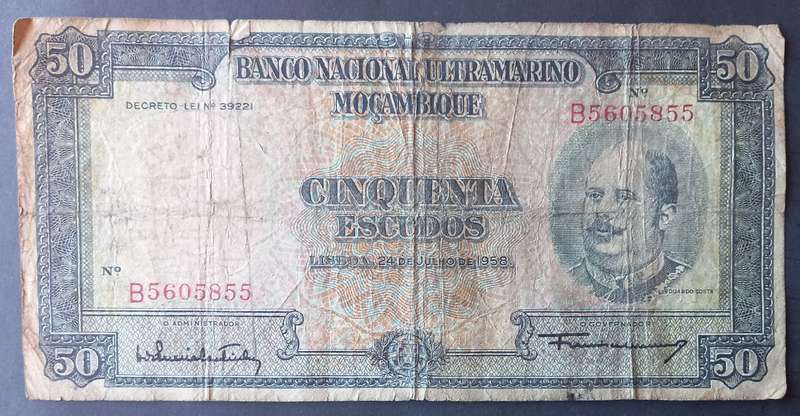 50
50
BANCO NACIONAL ULTRAMARINO
MOÇAMBIQUE
DECRETO-LEI Nº 39221
Nº
B5605855
CINQUENTA
ESCUDOS
LISBOA, 24 DE JULHO DE 1958.
Nº
B5605855
EDUARDO COSTA
O ADMINISTRADOR
GOVERNADOR
50
50